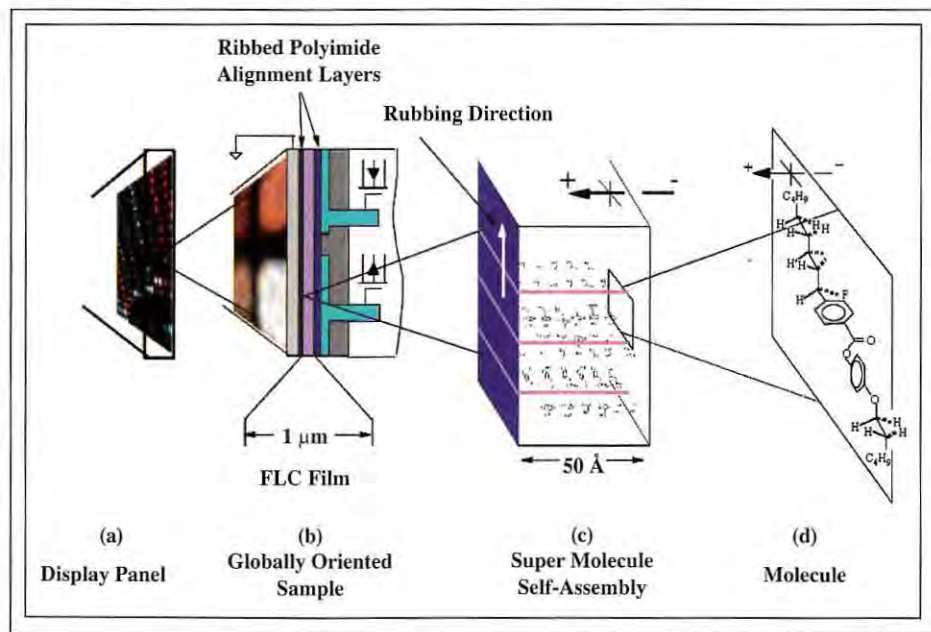 Ribbed Polyimide
Alignment Layers
Rubbing Direction
+ −
+ −
C₄H₉
H H
H
H H
H F
O
O
O
H H
H H
C₄H₉
1 μm
FLC Film
50 Å
(a)
Display Panel
(b)
Globally Oriented
Sample
(c)
Super Molecule
Self-Assembly
(d)
Molecule